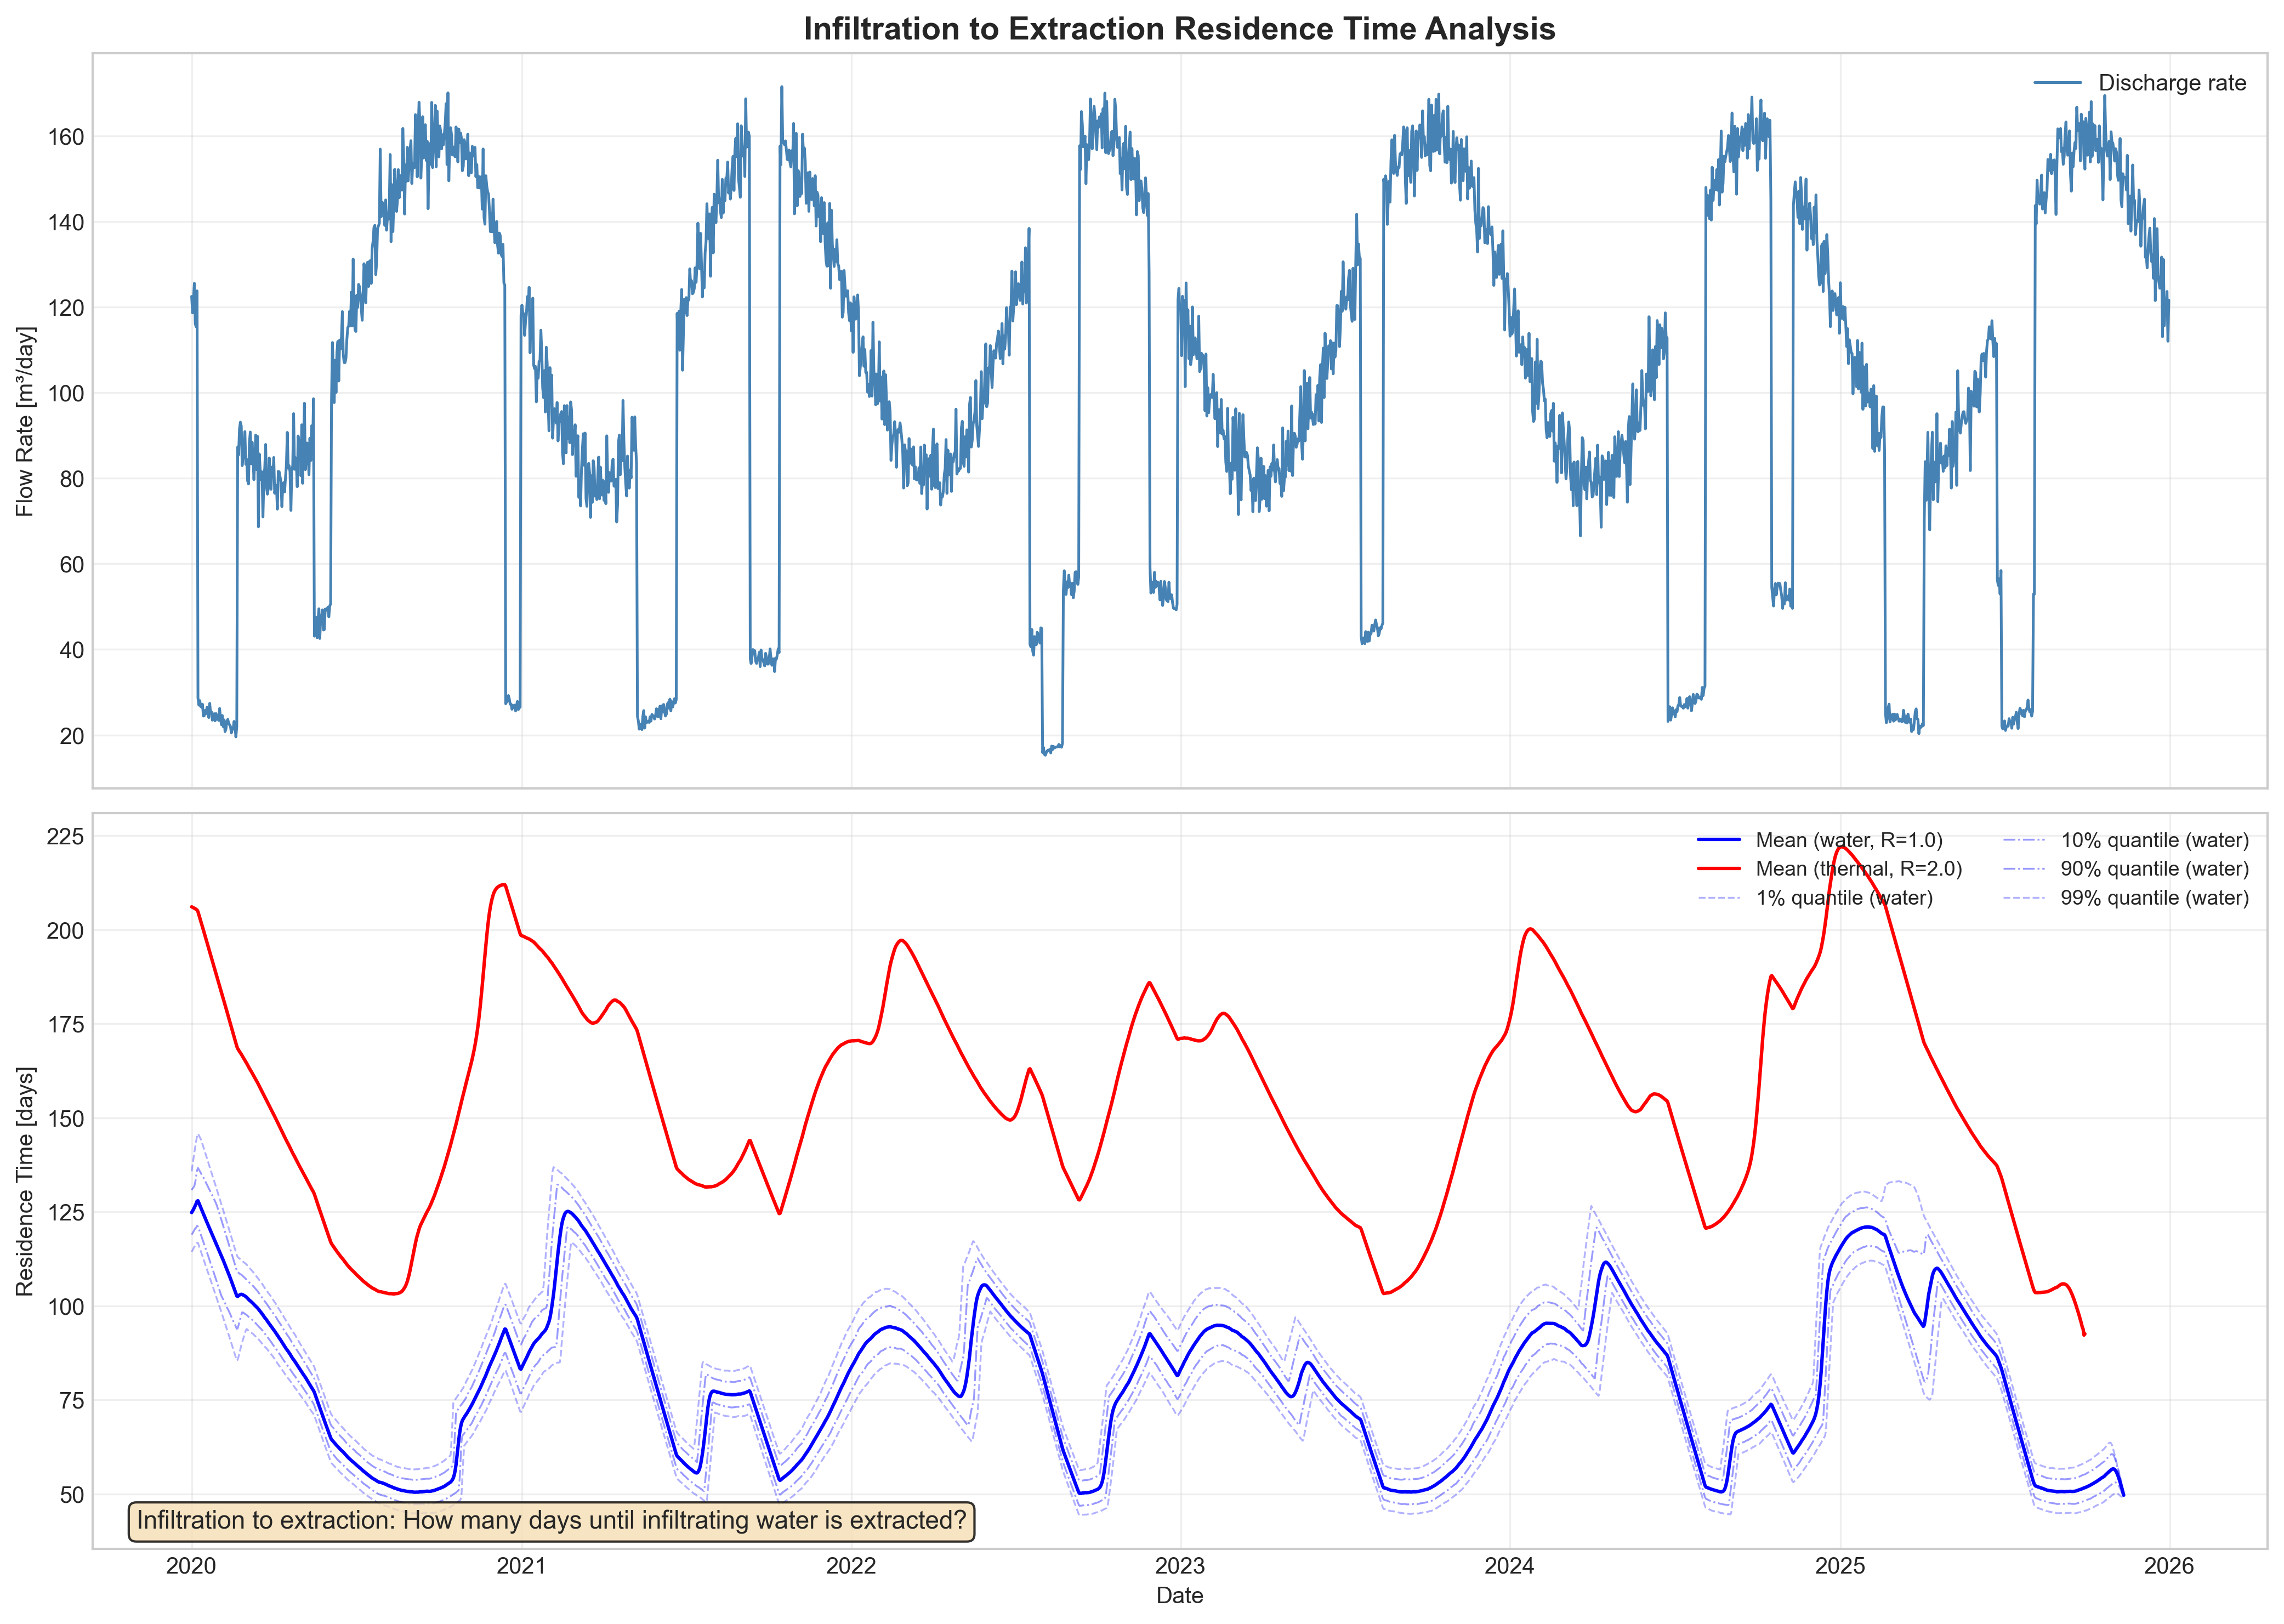 Infiltration to Extraction Residence Time Analysis
Discharge rate
Flow Rate [m³/day]
160
140
120
100
80
60
40
20
Mean (water, R=1.0)
Mean (thermal, R=2.0)
1% quantile (water)
10% quantile (water)
90% quantile (water)
99% quantile (water)
Residence Time [days]
225
200
175
150
125
100
75
50
Infiltration to extraction: How many days until infiltrating water is extracted?
2020 2021 2022 2023 2024 2025 2026
Date